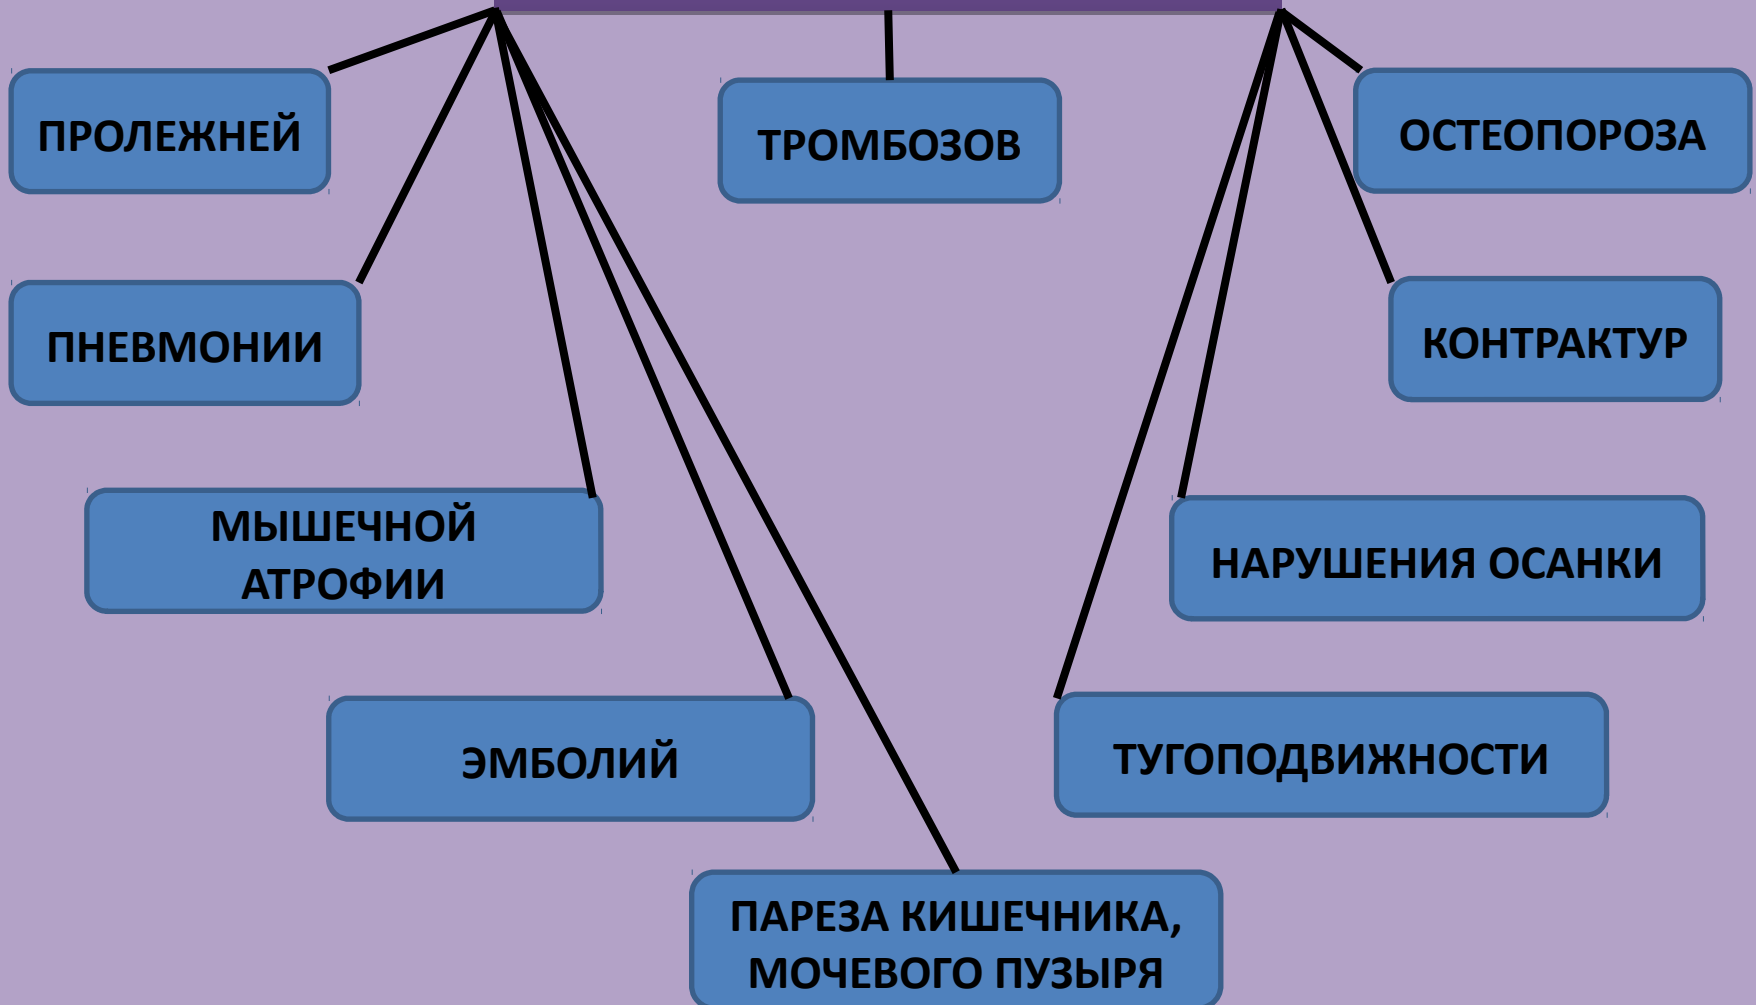 ПРОЛЕЖНЕЙ
ТРОМБОЗОВ
ОСТЕОПОРОЗА
ПНЕВМОНИИ
КОНТРАКТУР
МЫШЕЧНОЙ
АТРОФИИ
НАРУШЕНИЯ ОСАНКИ
ЭМБОЛИЙ
ТУГОПОДВИЖНОСТИ
ПАРЕЗА КИШЕЧНИКА,
МОЧЕВОГО ПУЗЫРЯ